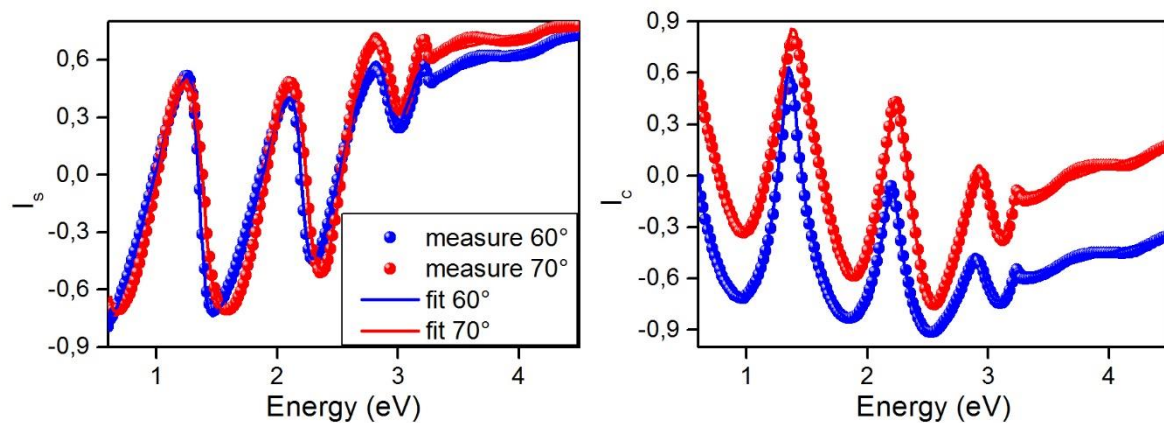 0,6
0,3
0,0
-0,3
-0,6
-0,9
I_s
1 2 3 4
Energy (eV)
measure 60°
measure 70°
fit 60°
fit 70°
0,9
0,6
0,3
0,0
-0,3
-0,6
-0,9
I_c
1 2 3 4
Energy (eV)